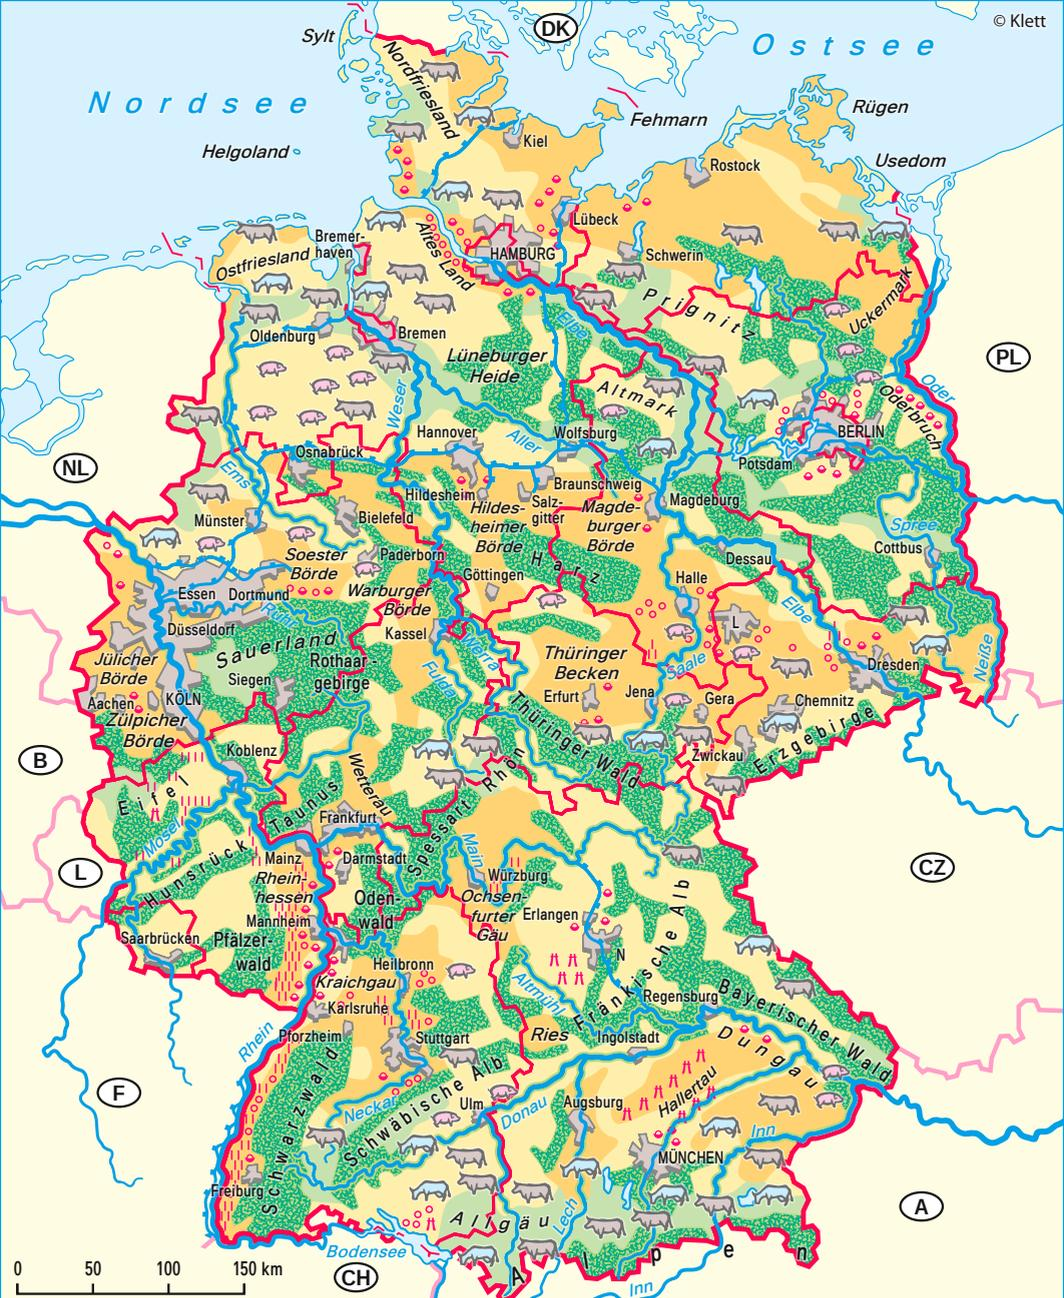 © Klett
DK
Ostsee
Sylt
Nordfriesland
Nordsee
Rügen
Fehmarn
Kiel
Helgoland
Usedom
Rostock
Lübeck
Altes Land
Bremer-
haven
HAMBURG
Schwerin
Ostfriesland
Prignitz
Uckermark
Oldenburg
Bremen
Elbe
Lüneburger
Heide
PL
Altmark
Oder
Oderbruch
Weser
Hannover
Aller
Wolfsburg
BERLIN
NL
Osnabrück
Ems
Potsdam
Braunschweig
Hildesheim
Salz-
gitter
Magdeburg
Hildes-
heimer
Börde
Magde-
burger
Börde
Münster
Bielefeld
Spree
Soester
Börde
Paderborn
Harz
Cottbus
Dessau
Göttingen
Halle
Essen
Dortmund
Warburger
Börde
Elbe
Ruhr
Düsseldorf
Kassel
L
Sauerland
Werra
Thüringer
Becken
Neiße
Jülicher
Börde
Rothaar-
gebirge
Fulda
Saale
Dresden
Siegen
Aachen
KÖLN
Erfurt
Jena
Gera
Chemnitz
Zülpicher
Börde
Thüringer Wald
Erzgebirge
B
Koblenz
Zwickau
Rhön
Wetterau
Eifel
Taunus
Frankfurt
Spessart
Mosel
Main
Hunsrück
Mainz
Darmstadt
L
CZ
Rhein-
hessen
Würzburg
Oden-
wald
Ochsen-
furter
Gäu
Mannheim
Erlangen
Fränkische Alb
Saarbrücken
Pfälzer-
wald
N
Heilbronn
Kraichgau
Altmühl
Regensburg
Bayerischer Wald
Karlsruhe
Rhein
Pforzheim
Stuttgart
Ries
Ingolstadt
Dungau
Schwarzwald
Schwäbische Alb
F
Neckar
Ulm
Donau
Augsburg
Hallertau
Inn
MÜNCHEN
Freiburg
Allgäu
Lech
A
Bodensee
Alpen
CH
Inn
0 50 100 150 km